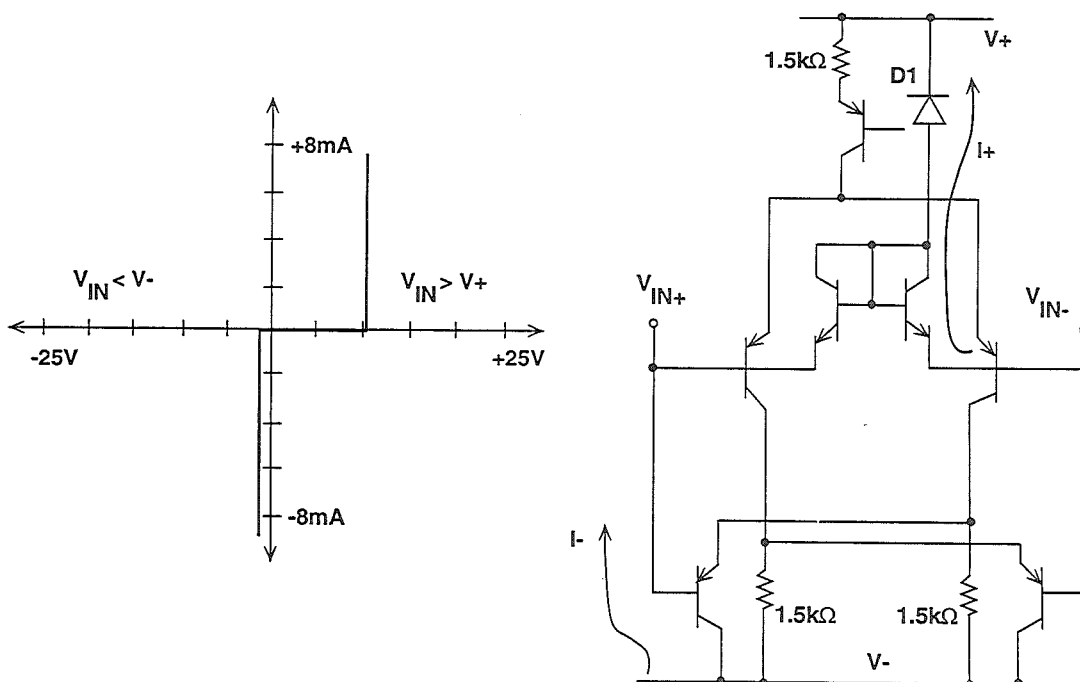 +8mA
V_IN < V-
V_IN > V+
-25V
+25V
-8mA
V+
1.5kΩ
D1
I+
V_IN+
V_IN-
I-
1.5kΩ
1.5kΩ
V-